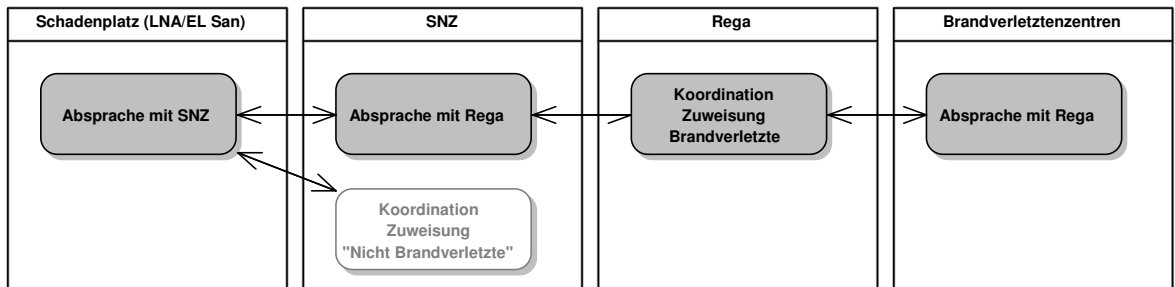 Schadenplatz (LNA/EL San)
SNZ
Rega
Brandverletztenzentren
Absprache mit SNZ
Absprache mit Rega
Koordination
Zuweisung
Brandverletzte
Absprache mit Rega
Koordination
Zuweisung
"Nicht Brandverletzte"